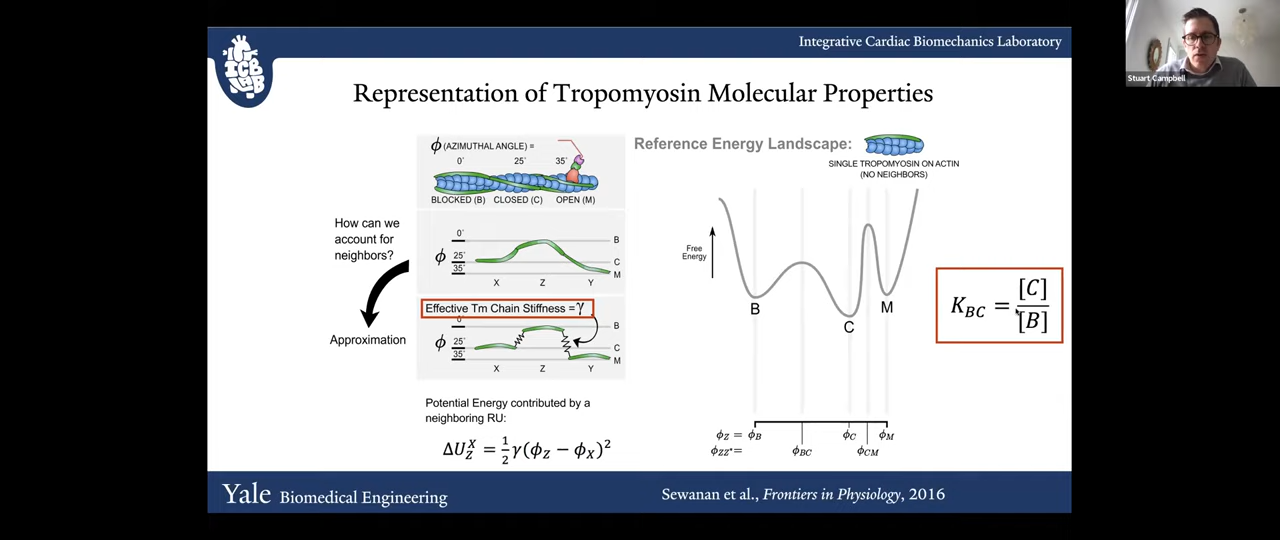 Integrative Cardiac Biomechanics Laboratory
ICB
LAB
Stuart Campbell
Representation of Tropomyosin Molecular Properties
ϕ (AZIMUTHAL ANGLE) =
0° 25° 35°
BLOCKED (B) CLOSED (C) OPEN (M)
How can we
account for
neighbors?
Approximation
ϕ 0° 25° 35° B C M
X Z Y
Effective Tm Chain Stiffness = γ
ϕ 0° 25° 35° B C M
X Z Y
Potential Energy contributed by a
neighboring RU:
ΔU_Z^X = ½γ(ϕ_Z − ϕ_X)²
Reference Energy Landscape:
SINGLE TROPOMYOSIN ON ACTIN
(NO NEIGHBORS)
Free
Energy
B C M
ϕ_Z = ϕ_B ϕ_C ϕ_M
ϕ_ZZ* = ϕ_BC ϕ_CM
K_BC = [C]/[B]
Yale Biomedical Engineering
Sewanan et al., Frontiers in Physiology, 2016